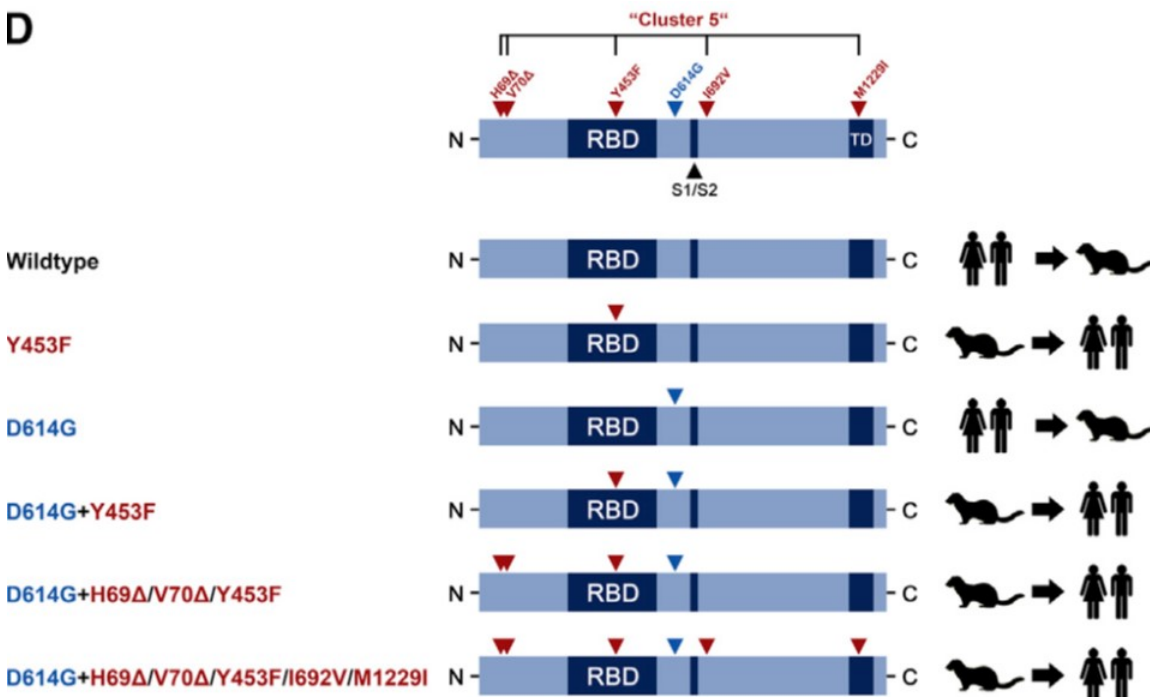 D
"Cluster 5"
H69Δ V70Δ Y453F D614G I692V M1229I
N RBD TD C
S1/S2
Wildtype N RBD C
Y453F N RBD C
D614G N RBD C
D614G+Y453F N RBD C
D614G+H69Δ/V70Δ/Y453F N RBD C
D614G+H69Δ/V70Δ/Y453F/I692V/M1229I N RBD C